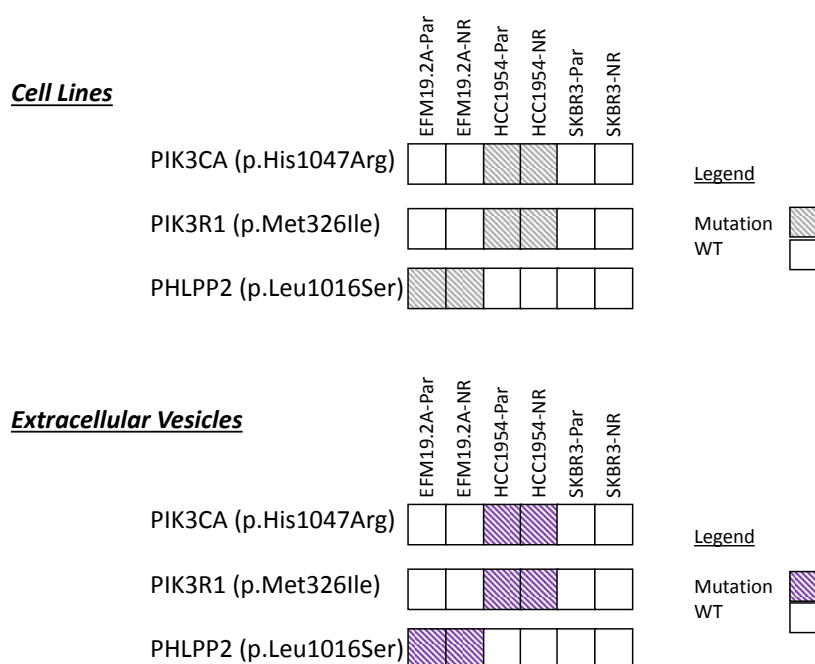 Cell Lines
EFM19.2A-Par
EFM19.2A-NR
HCC1954-Par
HCC1954-NR
SKBR3-Par
SKBR3-NR
PIK3CA (p.His1047Arg)
PIK3R1 (p.Met326Ile)
PHLPP2 (p.Leu1016Ser)
Legend
Mutation
WT
Extracellular Vesicles
EFM19.2A-Par
EFM19.2A-NR
HCC1954-Par
HCC1954-NR
SKBR3-Par
SKBR3-NR
PIK3CA (p.His1047Arg)
PIK3R1 (p.Met326Ile)
PHLPP2 (p.Leu1016Ser)
Legend
Mutation
WT